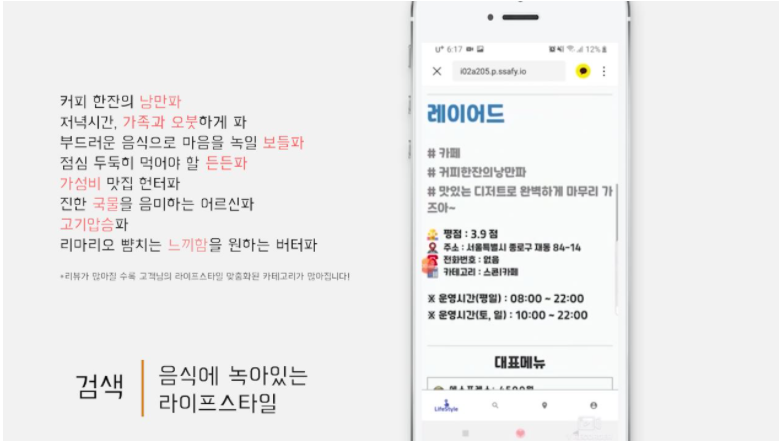 커피 한잔의 낭만파
저녁시간, 가족과 오붓하게 파
부드러운 음식으로 마음을 녹일 보들파
점심 두둑히 먹어야 할 든든파
가성비 맛집 헌터파
진한 국물을 음미하는 어르신파
고기압승파
리마리오 뺨치는 느끼함을 원하는 버터파
+리뷰가 많아질 수록 고객님의 라이프스타일 맞춤화된 카테고리가 많아집니다!
검색
음식에 녹아있는
라이프스타일
U+ 6:17
12%
i02a205.p.ssafy.io
레이어드
# 카페
# 커피한잔의낭만파
# 맛있는 디저트로 완벽하게 마무리 가
즈아~
평점 : 3.9 점
주소 : 서울특별시 종로구 재동 84-14
전화번호 : 없음
카테고리 : 스콘|카페
※ 운영시간(평일) : 08:00 ~ 22:00
※ 운영시간(토, 일) : 10:00 ~ 22:00
대표메뉴
에스프레소: 4500원
LifeStyle